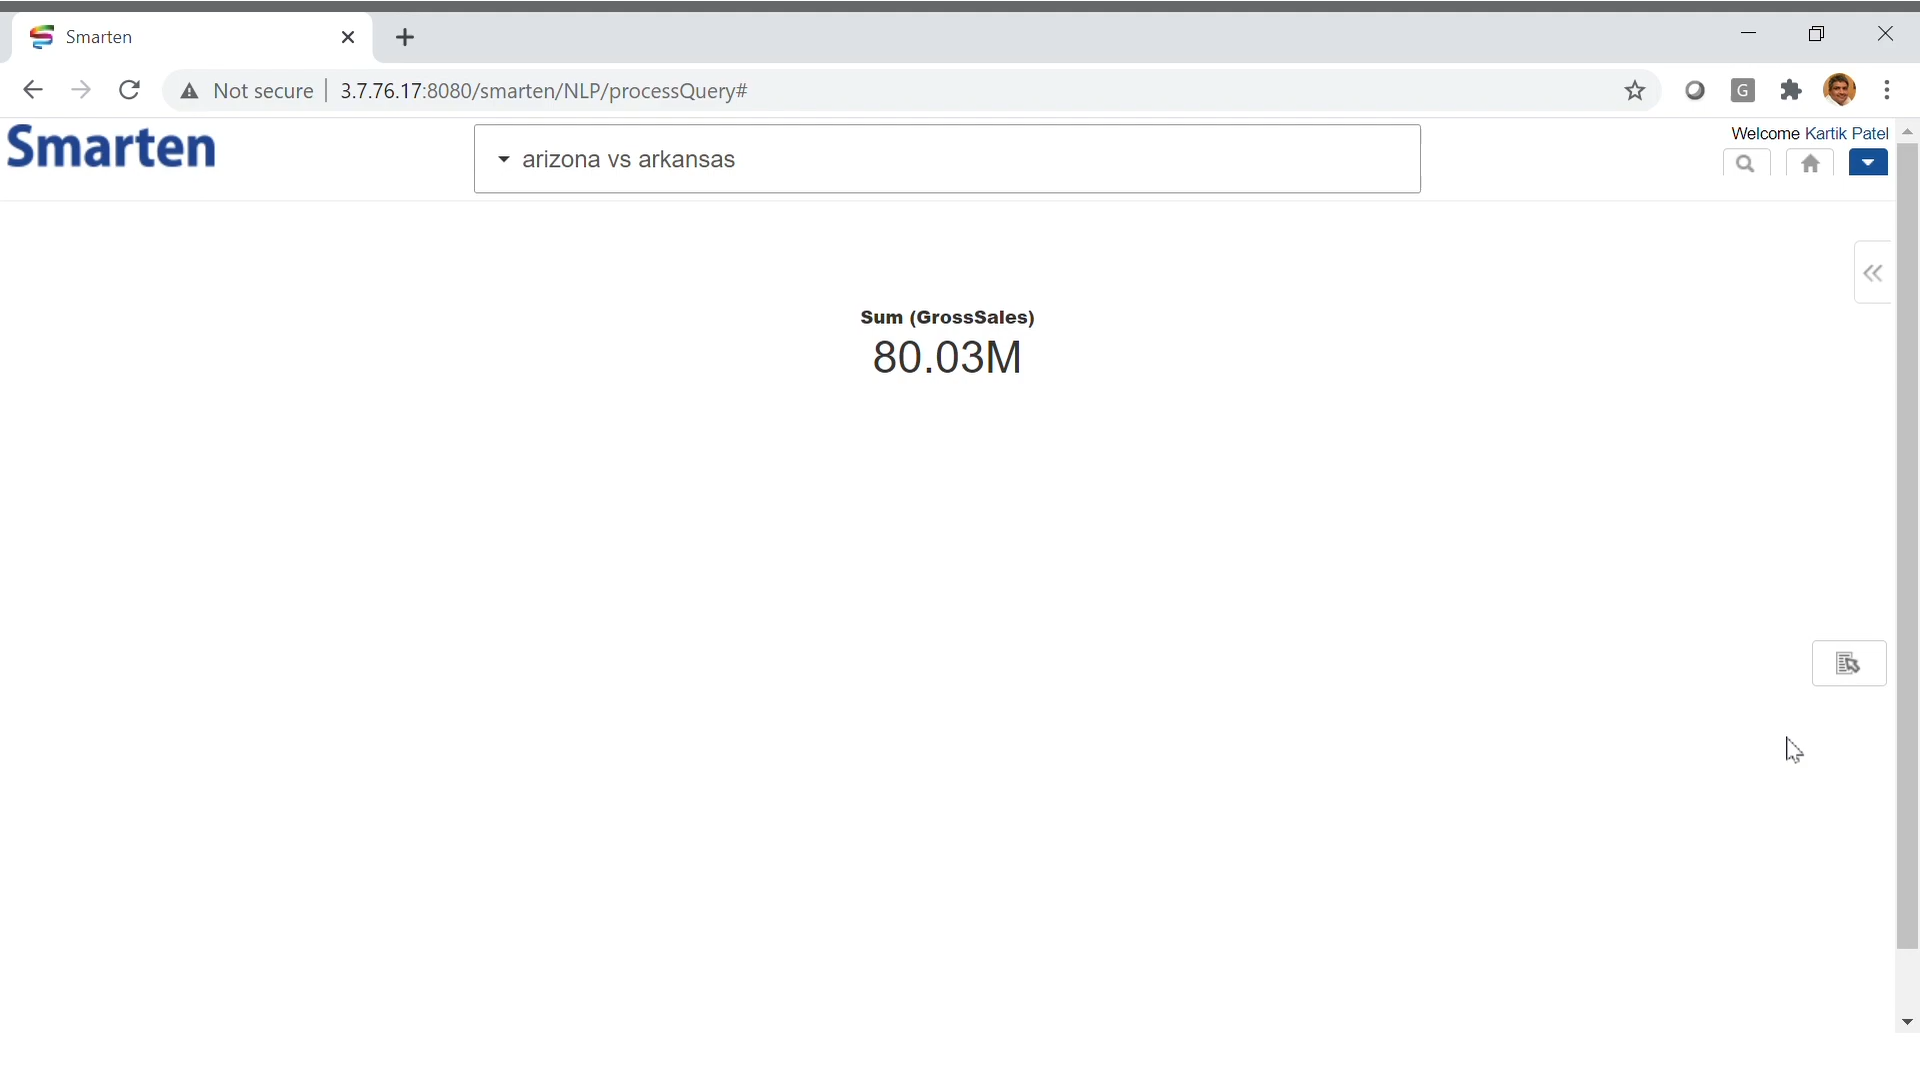 Smarten
Not secure
3.7.76.17:8080/smarten/NLP/processQuery#
G
Smarten
arizona vs arkansas
Welcome Kartik Patel
Sum (GrossSales)
80.03M